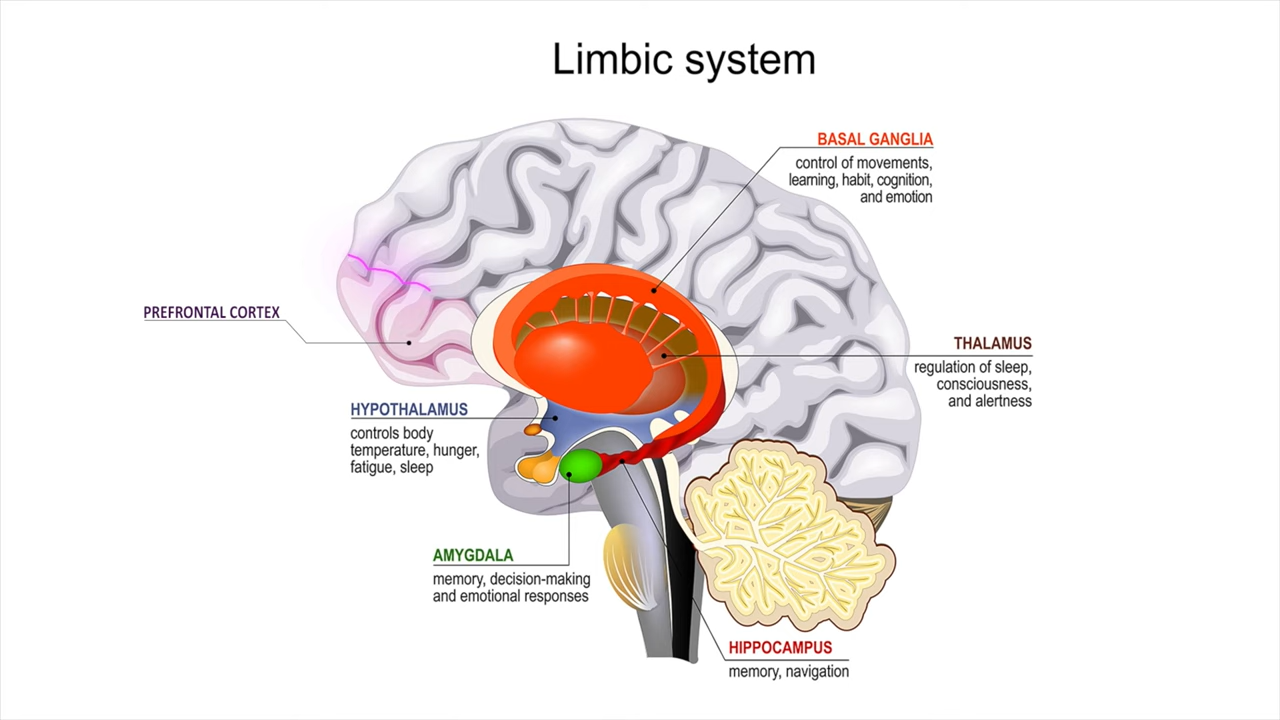 Limbic system
BASAL GANGLIA
control of movements,
learning, habit, cognition,
and emotion
PREFRONTAL CORTEX
THALAMUS
regulation of sleep,
consciousness,
and alertness
HYPOTHALAMUS
controls body
temperature, hunger,
fatigue, sleep
AMYGDALA
memory, decision-making
and emotional responses
HIPPOCAMPUS
memory, navigation